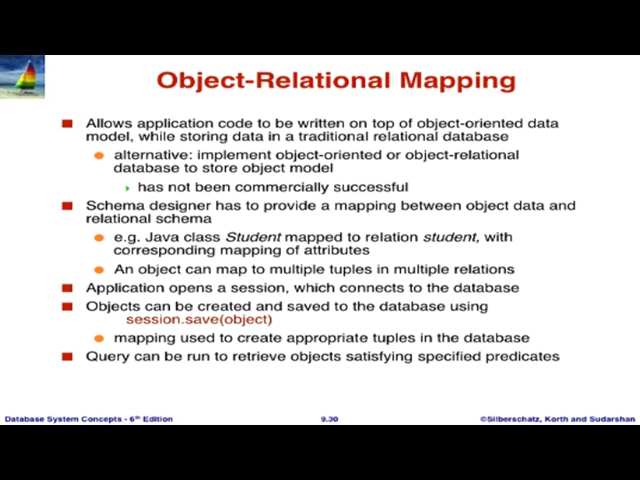 Object-Relational Mapping
Allows application code to be written on top of object-oriented data
model, while storing data in a traditional relational database
alternative: implement object-oriented or object-relational
database to store object model
has not been commercially successful
Schema designer has to provide a mapping between object data and
relational schema
e.g. Java class Student mapped to relation student, with
corresponding mapping of attributes
An object can map to multiple tuples in multiple relations
Application opens a session, which connects to the database
Objects can be created and saved to the database using
session.save(object)
mapping used to create appropriate tuples in the database
Query can be run to retrieve objects satisfying specified predicates
Database System Concepts - 6th Edition 9.30 ©Silberschatz, Korth and Sudarshan